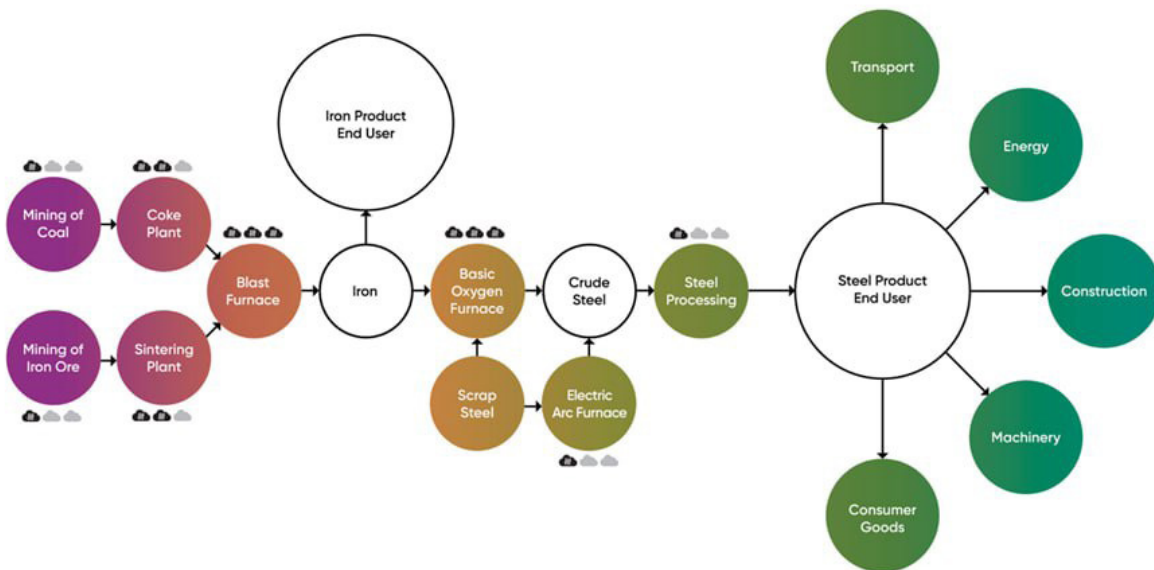 Transport
Iron Product
End User
Energy
Mining of
Coal
Coke
Plant
Blast
Furnace
Iron
Basic
Oxygen
Furnace
Crude
Steel
Steel
Processing
Steel Product
End User
Construction
Mining of
Iron Ore
Sintering
Plant
Scrap
Steel
Electric
Arc Furnace
Machinery
Consumer
Goods